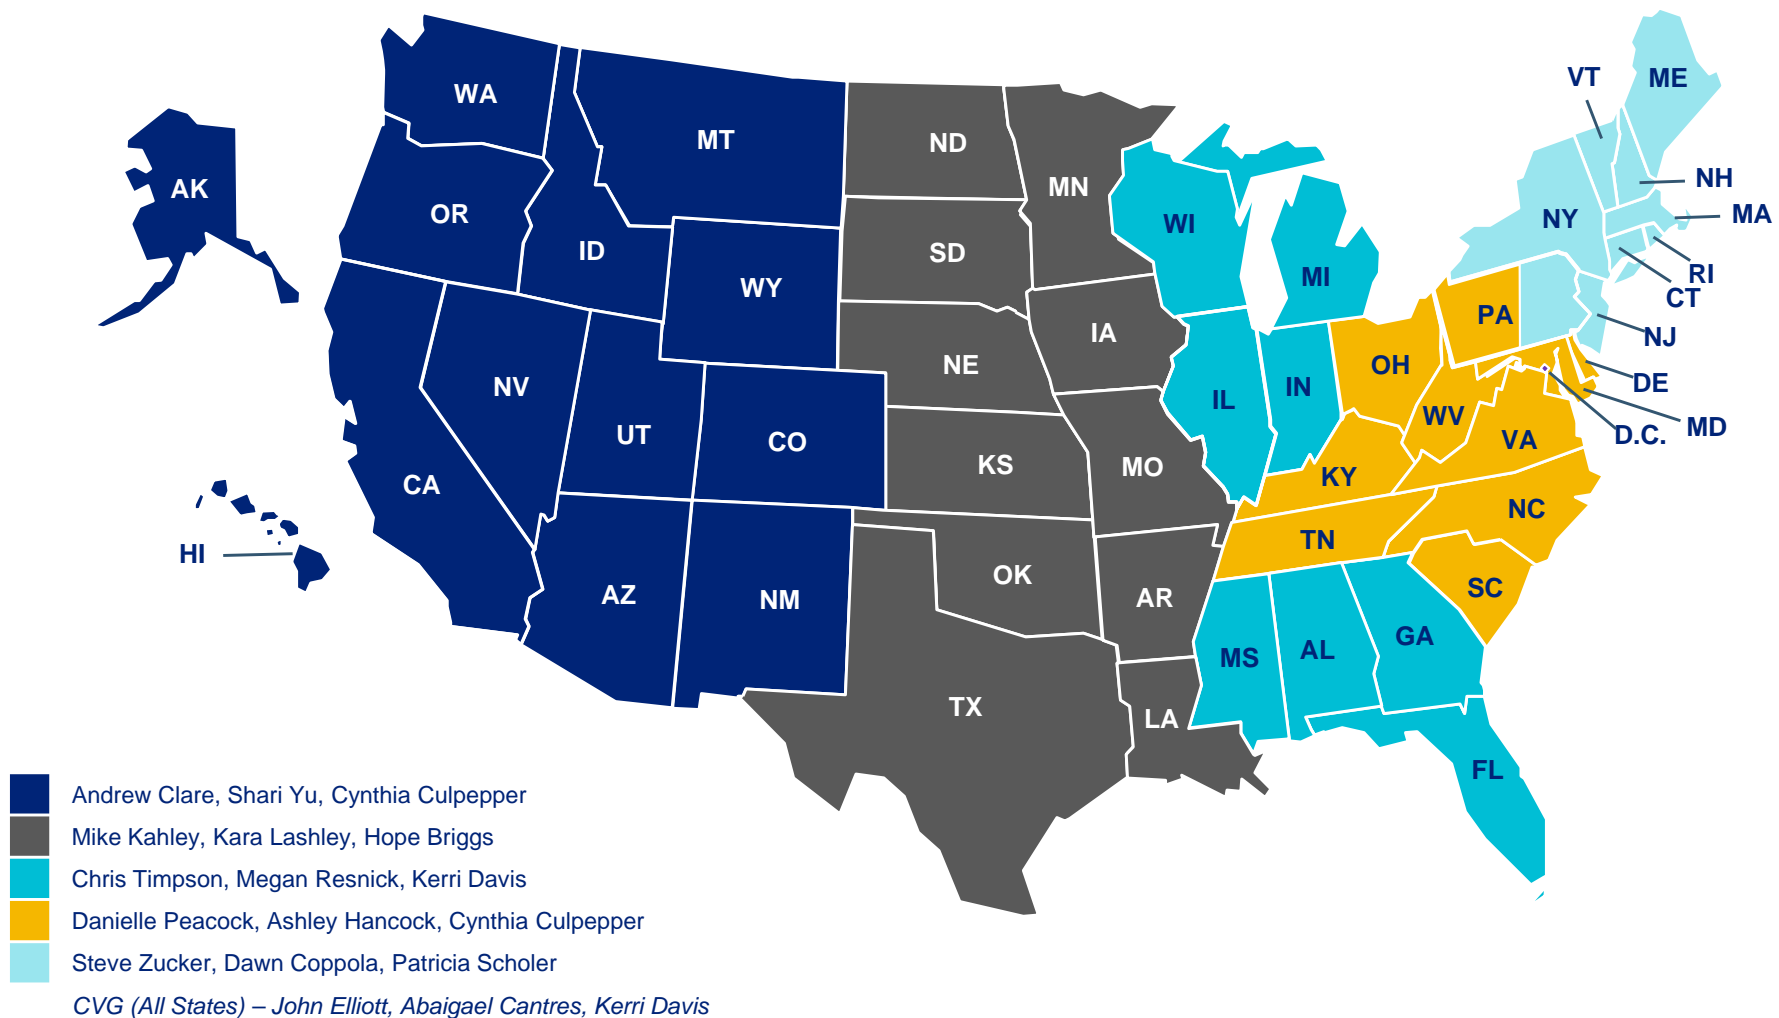 WA
MT
ND
MN
VT
ME
AK
OR
ID
SD
WI
NY
NH
MA
WY
MI
RI
CT
PA
NJ
NV
NE
IA
OH
DE
UT
CO
KS
MO
IL
IN
WV
VA
D.C.
MD
CA
KY
NC
HI
AZ
NM
OK
AR
TN
SC
TX
LA
MS
AL
GA
FL
Andrew Clare, Shari Yu, Cynthia Culpepper
Mike Kahley, Kara Lashley, Hope Briggs
Chris Timpson, Megan Resnick, Kerri Davis
Danielle Peacock, Ashley Hancock, Cynthia Culpepper
Steve Zucker, Dawn Coppola, Patricia Scholer
CVG (All States) – John Elliott, Abaigael Cantres, Kerri Davis